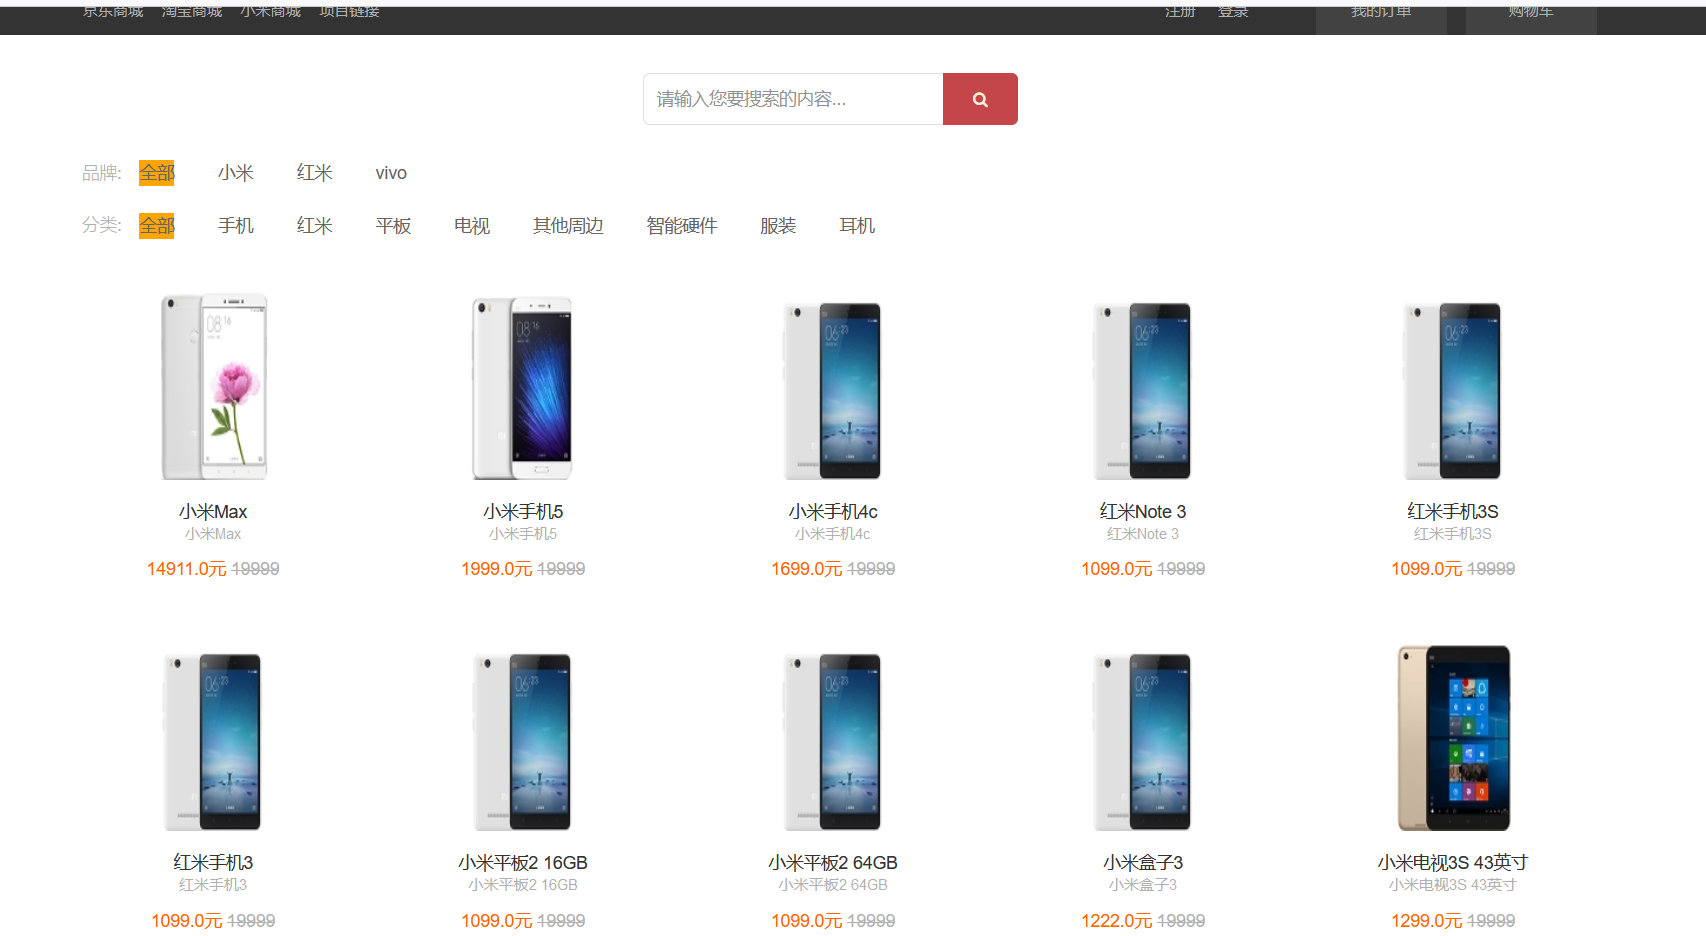 京东商城 淘宝商城 小米商城 项目链接 注册 登录 我的订单 购物车
请输入您要搜索的内容...
品牌: 全部 小米 红米 vivo
分类: 全部 手机 红米 平板 电视 其他周边 智能硬件 服装 耳机
小米Max 小米手机5 小米手机4c 红米Note 3 红米手机3S
小米Max 小米手机5 小米手机4c 红米Note 3 红米手机3S
14911.0元 19999 1999.0元 19999 1699.0元 19999 1099.0元 19999 1099.0元 19999
红米手机3 小米平板2 16GB 小米平板2 64GB 小米盒子3 小米电视3S 43英寸
红米手机3 小米平板2 16GB 小米平板2 64GB 小米盒子3 小米电视3S 43英寸
1099.0元 19999 1099.0元 19999 1099.0元 19999 1222.0元 19999 1299.0元 19999